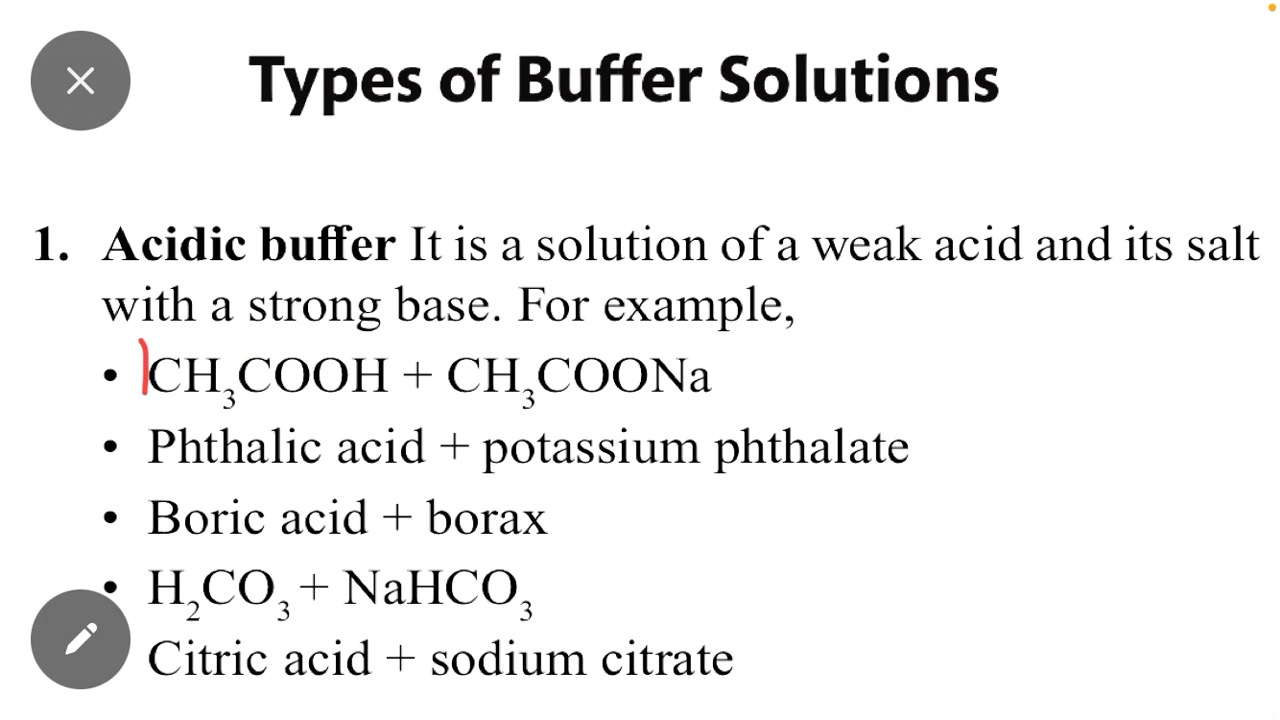 Types of Buffer Solutions
1. Acidic buffer It is a solution of a weak acid and its salt
with a strong base. For example,
• CH₃COOH + CH₃COONa
• Phthalic acid + potassium phthalate
• Boric acid + borax
• H₂CO₃ + NaHCO₃
Citric acid + sodium citrate